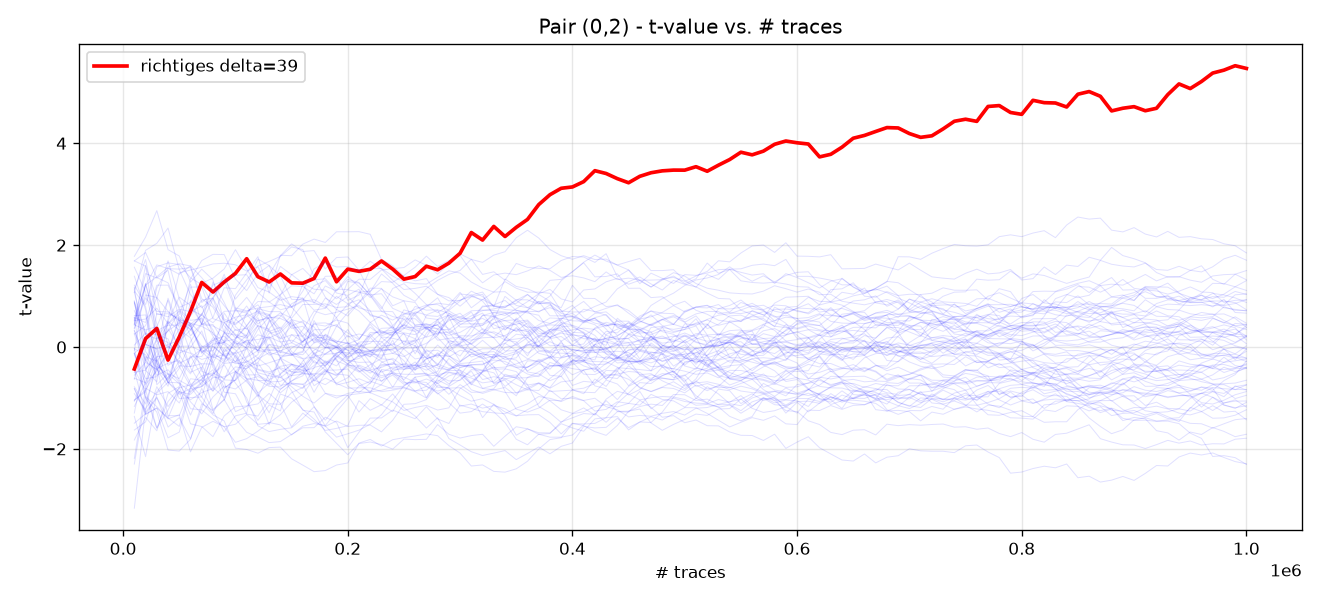 Pair (0,2) - t-value vs. # traces
richtiges delta=39
t-value
4
2
0
−2
0.0 0.2 0.4 0.6 0.8 1.0
1e6
# traces